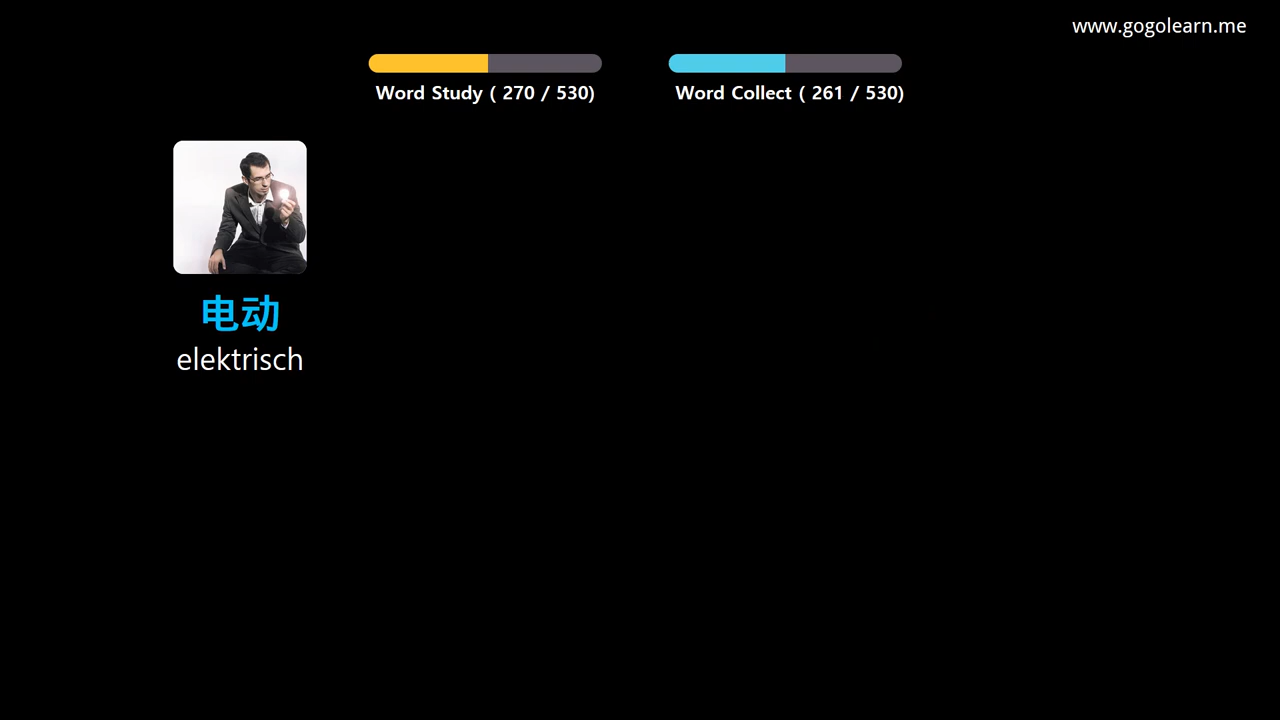 www.gogolearn.me
Word Study ( 270 / 530)
Word Collect ( 261 / 530)
电动
elektrisch